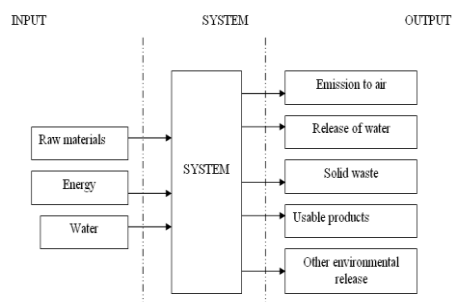 INPUT SYSTEM OUTPUT
Emission to air
Release of water
Raw materials
Solid waste
SYSTEM
Energy
Usable products
Water
Other environmental
release